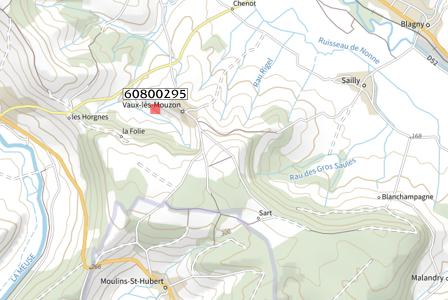 Chenot
Blagny
D52
Ruisseau de Nonne
Rau Rigel
Sailly
60800295
Vaux-lès-Mouzon
les Horgnes
la Folie
168
Rau des Gros Saules
Blanchampagne
Sart
LA MEUSE
Moulins-St-Hubert
Malandry